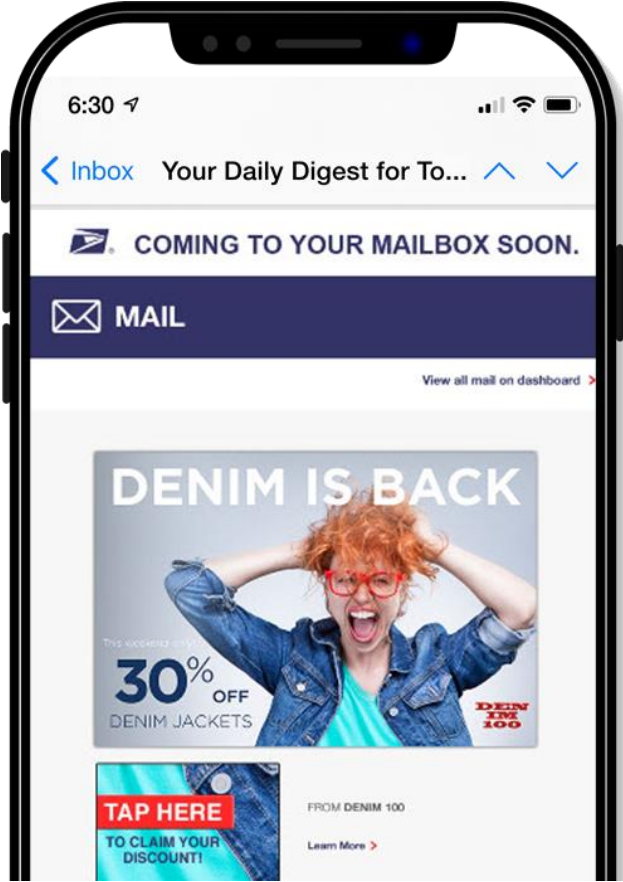 6:30
Inbox
Your Daily Digest for To...
COMING TO YOUR MAILBOX SOON.
MAIL
View all mail on dashboard
DENIM IS BACK
This weekend only
30% OFF
DENIM JACKETS
DENIM
100
TAP HERE
TO CLAIM YOUR
DISCOUNT!
FROM DENIM 100
Learn More